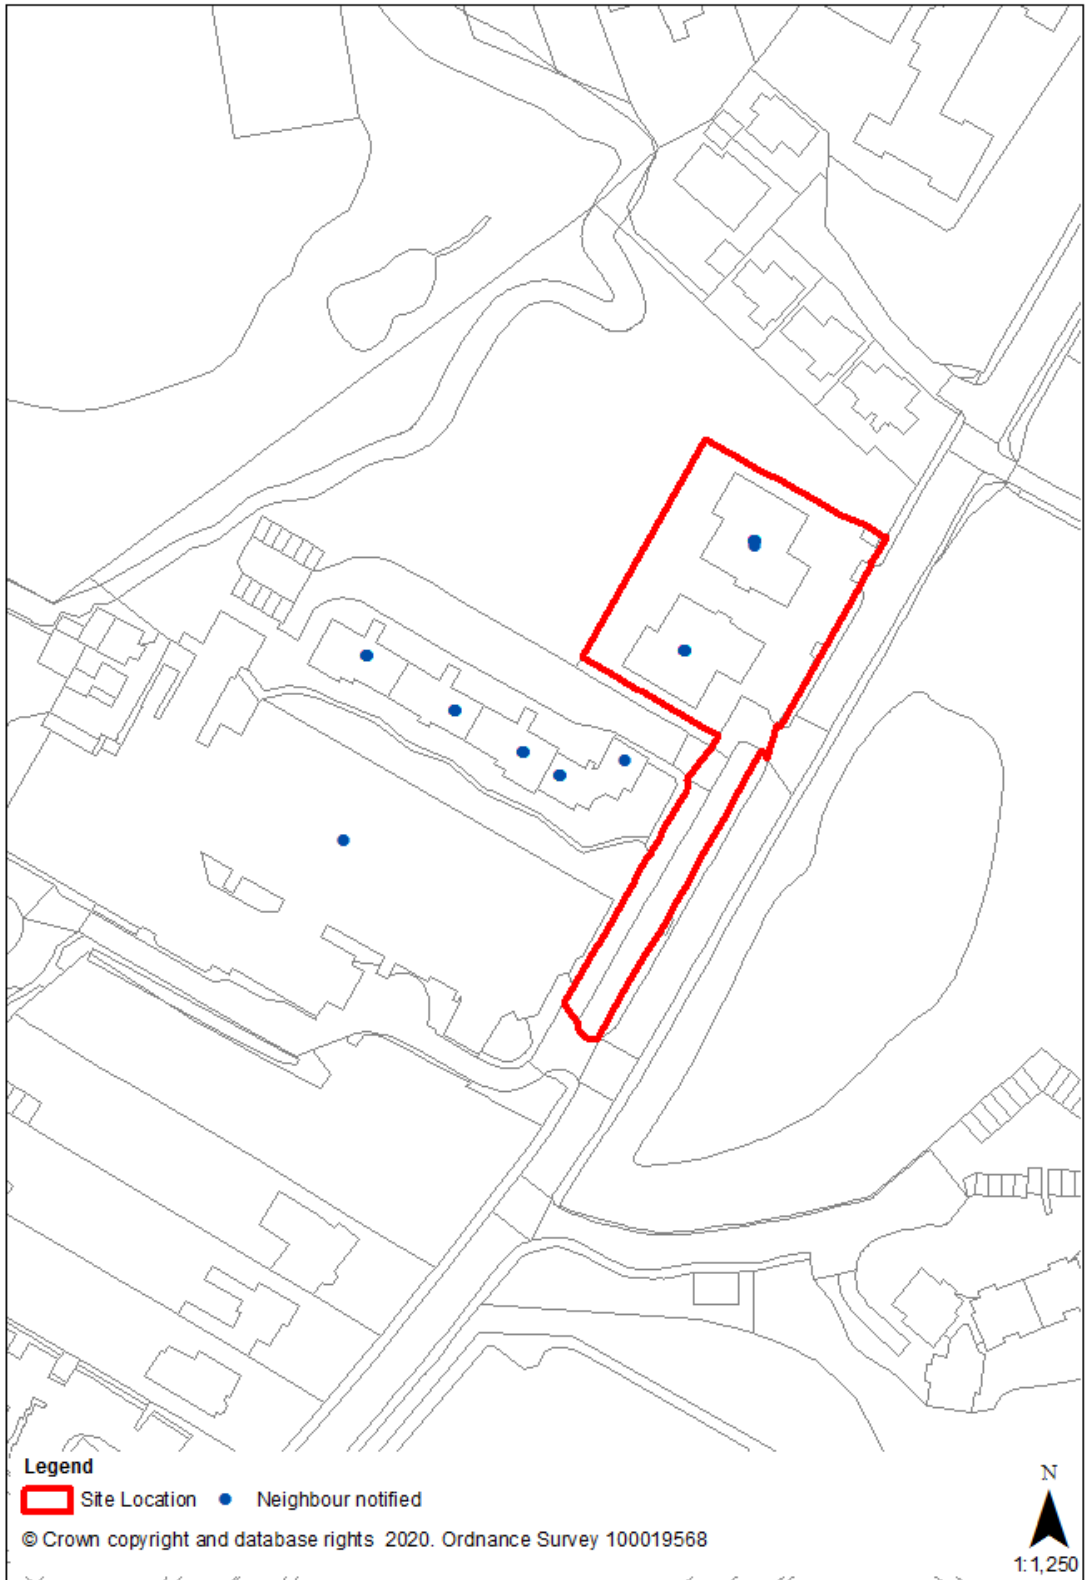 Legend
Site Location
Neighbour notified
© Crown copyright and database rights 2020. Ordnance Survey 100019568
N
1:1,250